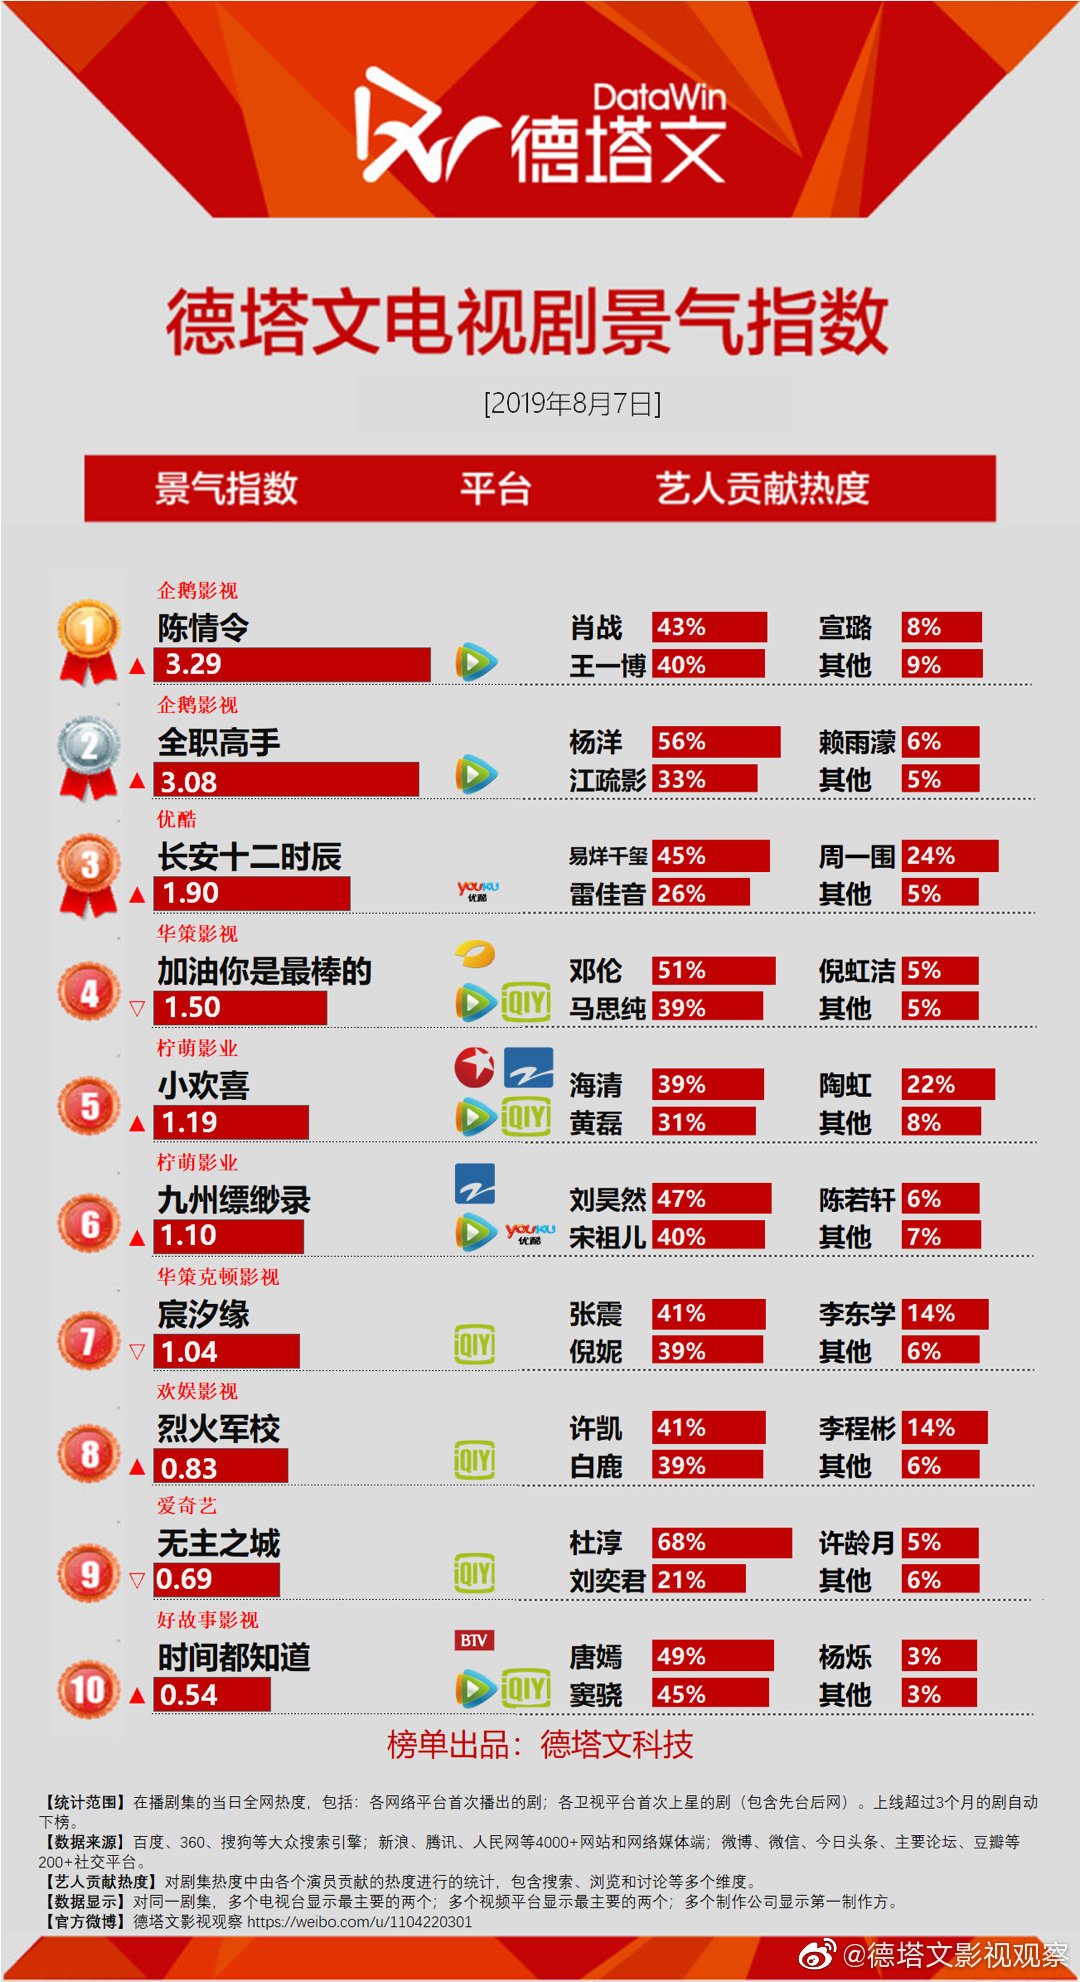 DataWin
德塔文
德塔文电视剧景气指数
[2019年8月7日]
景气指数 平台 艺人贡献热度
企鹅影视
1 陈情令 肖战 43% 宣璐 8%
3.29 王一博 40% 其他 9%
企鹅影视
2 全职高手 杨洋 56% 赖雨濛 6%
3.08 江疏影 33% 其他 5%
优酷
3 长安十二时辰 易烊千玺 45% 周一围 24%
1.90 YOUKU 优酷 雷佳音 26% 其他 5%
华策影视
4 加油你是最棒的 邓伦 51% 倪虹洁 5%
1.50 iQIYI 马思纯 39% 其他 5%
柠萌影业
5 小欢喜 海清 39% 陶虹 22%
1.19 iQIYI 黄磊 31% 其他 8%
柠萌影业
6 九州缥缈录 刘昊然 47% 陈若轩 6%
1.10 YOUKU 优酷 宋祖儿 40% 其他 7%
华策克顿影视
7 宸汐缘 张震 41% 李东学 14%
1.04 iQIYI 倪妮 39% 其他 6%
欢娱影视
8 烈火军校 许凯 41% 李程彬 14%
0.83 iQIYI 白鹿 39% 其他 6%
爱奇艺
9 无主之城 杜淳 68% 许龄月 5%
0.69 iQIYI 刘奕君 21% 其他 6%
好故事影视
10 时间都知道 BTV 唐嫣 49% 杨烁 3%
0.54 iQIYI 窦骁 45% 其他 3%
榜单出品：德塔文科技
【统计范围】在播剧集的当日全网热度，包括：各网络平台首次播出的剧；各卫视平台首次上星的剧（包含先台后网）。上线超过3个月的剧自动
下榜。
【数据来源】百度、360、搜狗等大众搜索引擎；新浪、腾讯、人民网等4000+网站和网络媒体端；微博、微信、今日头条、主要论坛、豆瓣等
200+社交平台。
【艺人贡献热度】对剧集热度中由各个演员贡献的热度进行的统计，包含搜索、浏览和讨论等多个维度。
【数据显示】对同一剧集，多个电视台显示最主要的两个；多个视频平台显示最主要的两个；多个制作公司显示第一制作方。
【官方微博】德塔文影视观察 https://weibo.com/u/1104220301
@德塔文影视观察